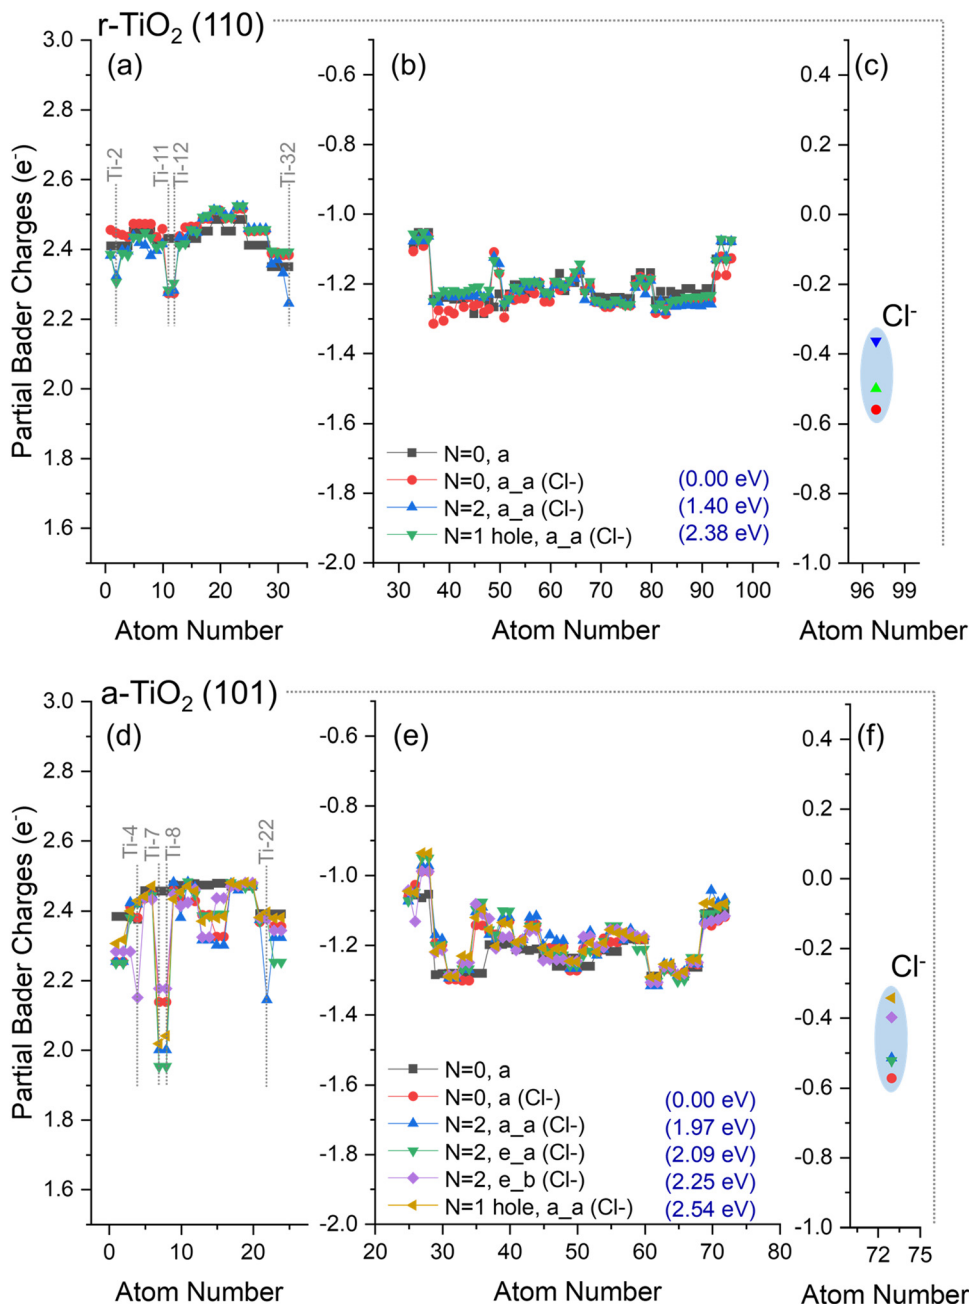 r-TiO₂ (110)
(a)
(b)
(c)
3.0
2.8
2.6
2.4
2.2
2.0
1.8
1.6
-0.6
-0.8
-1.0
-1.2
-1.4
-1.6
-1.8
-2.0
0.4
0.2
0.0
-0.2
-0.4
-0.6
-0.8
-1.0
Partial Bader Charges (e⁻)
Ti-2
Ti-11
Ti-12
Ti-32
Cl⁻
N=0, a
N=0, a_a (Cl-) (0.00 eV)
N=2, a_a (Cl-) (1.40 eV)
N=1 hole, a_a (Cl-) (2.38 eV)
0 10 20 30
30 40 50 60 70 80 90 100
96 99
Atom Number
Atom Number
Atom Number
a-TiO₂ (101)
(d)
(e)
(f)
3.0
2.8
2.6
2.4
2.2
2.0
1.8
1.6
-0.6
-0.8
-1.0
-1.2
-1.4
-1.6
-1.8
-2.0
0.4
0.2
0.0
-0.2
-0.4
-0.6
-0.8
-1.0
Partial Bader Charges (e⁻)
Ti-4
Ti-7
Ti-8
Ti-22
Cl⁻
N=0, a
N=0, a (Cl-) (0.00 eV)
N=2, a_a (Cl-) (1.97 eV)
N=2, e_a (Cl-) (2.09 eV)
N=2, e_b (Cl-) (2.25 eV)
N=1 hole, a_a (Cl-) (2.54 eV)
0 10 20
20 30 40 50 60 70 80
72 75
Atom Number
Atom Number
Atom Number